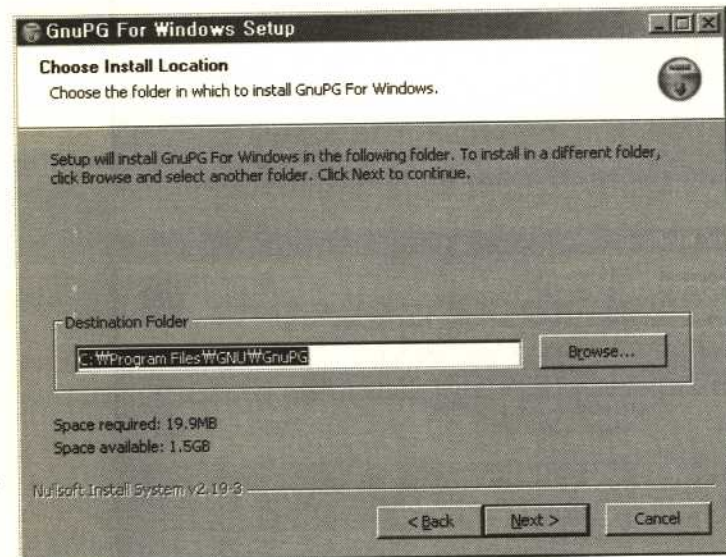 GnuPG For Windows Setup
Choose Install Location
Choose the folder in which to install GnuPG For Windows.
Setup will install GnuPG For Windows in the following folder. To install in a different folder,
click Browse and select another folder. Click Next to continue.
Destination Folder
C:₩Program Files₩GNU₩GnuPG
Browse...
Space required: 19.9MB
Space available: 1.5GB
Nullsoft Install System v2.19-3
< Back
Next >
Cancel